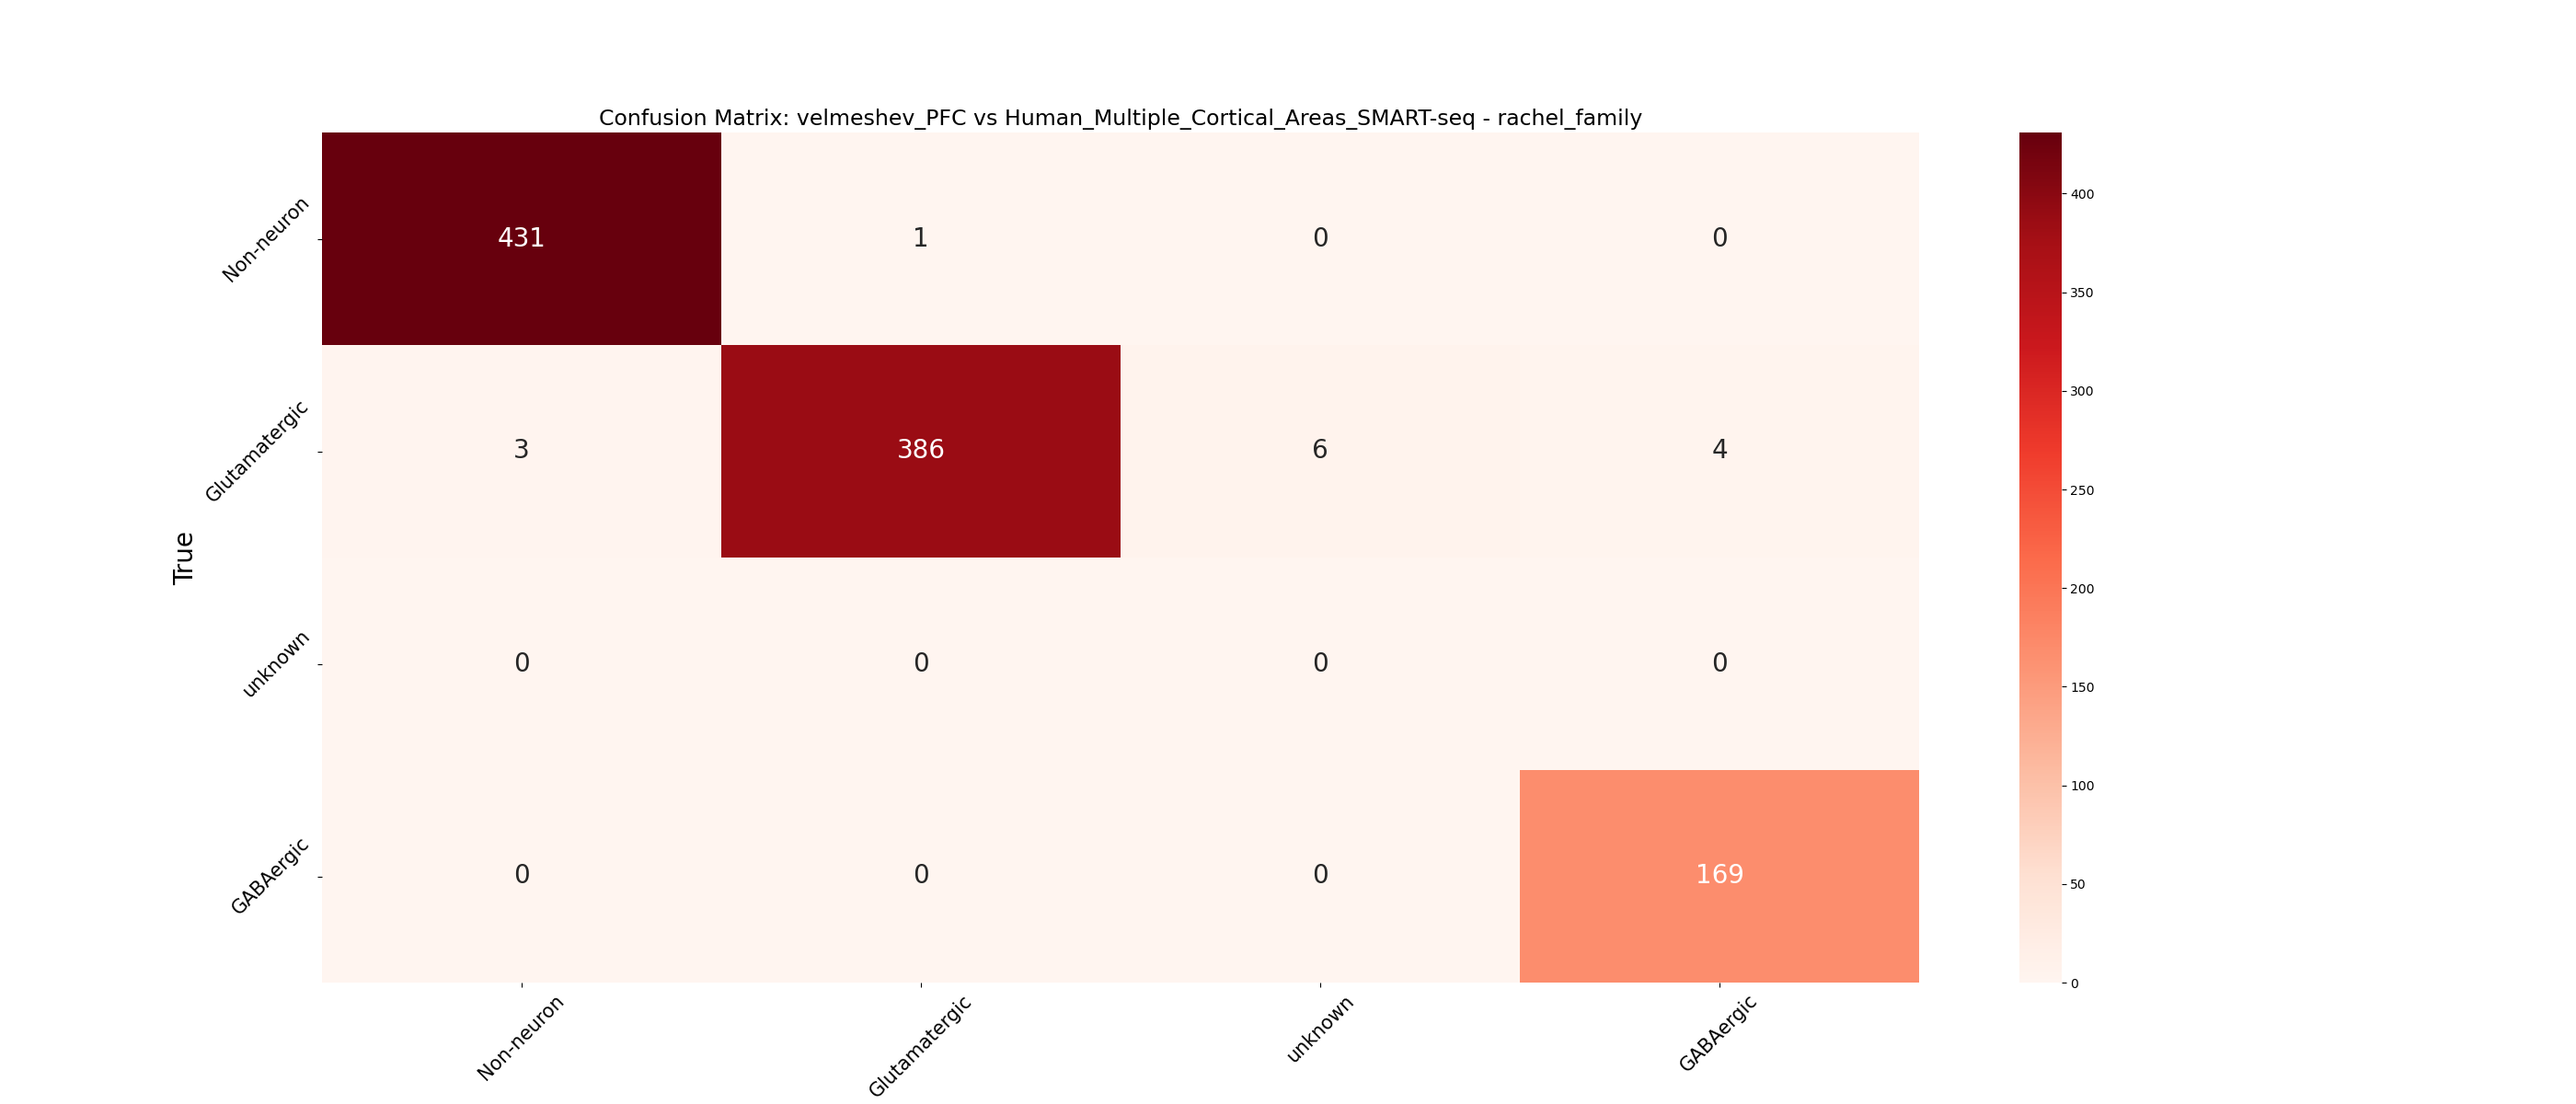 Confusion Matrix: velmeshev_PFC vs Human_Multiple_Cortical_Areas_SMART-seq - rachel_family
True
Non-neuron
431
1
0
0
Glutamatergic
3
386
6
4
unknown
0
0
0
0
GABAergic
0
0
0
169
Non-neuron
Glutamatergic
unknown
GABAergic
400
350
300
250
200
150
100
50
0